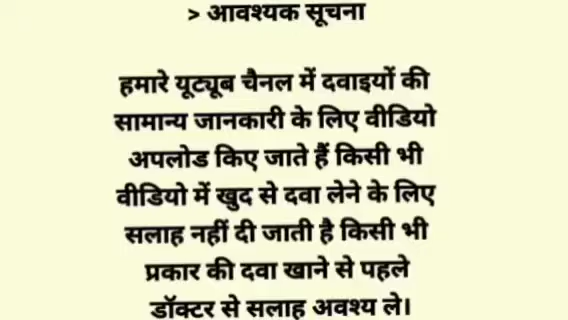 > आवश्यक सूचना
हमारे यूट्यूब चैनल में दवाइयों की
सामान्य जानकारी के लिए वीडियो
अपलोड किए जाते हैं किसी भी
वीडियो में खुद से दवा लेने के लिए
सलाह नहीं दी जाती है किसी भी
प्रकार की दवा खाने से पहले
डॉक्टर से सलाह अवश्य ले।